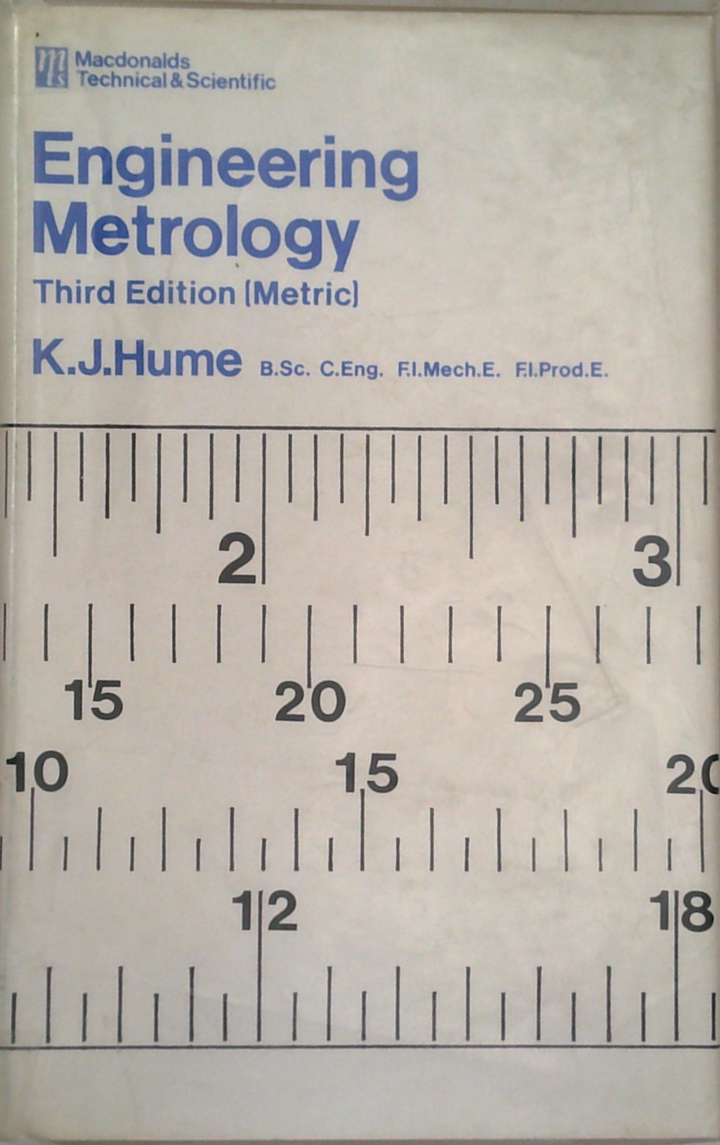 Macdonalds
Technical & Scientific
Engineering
Metrology
Third Edition (Metric)
K.J.Hume B.Sc. C.Eng. F.I.Mech.E. F.I.Prod.E.
2 3
15 20 25
10 15 20
12 18